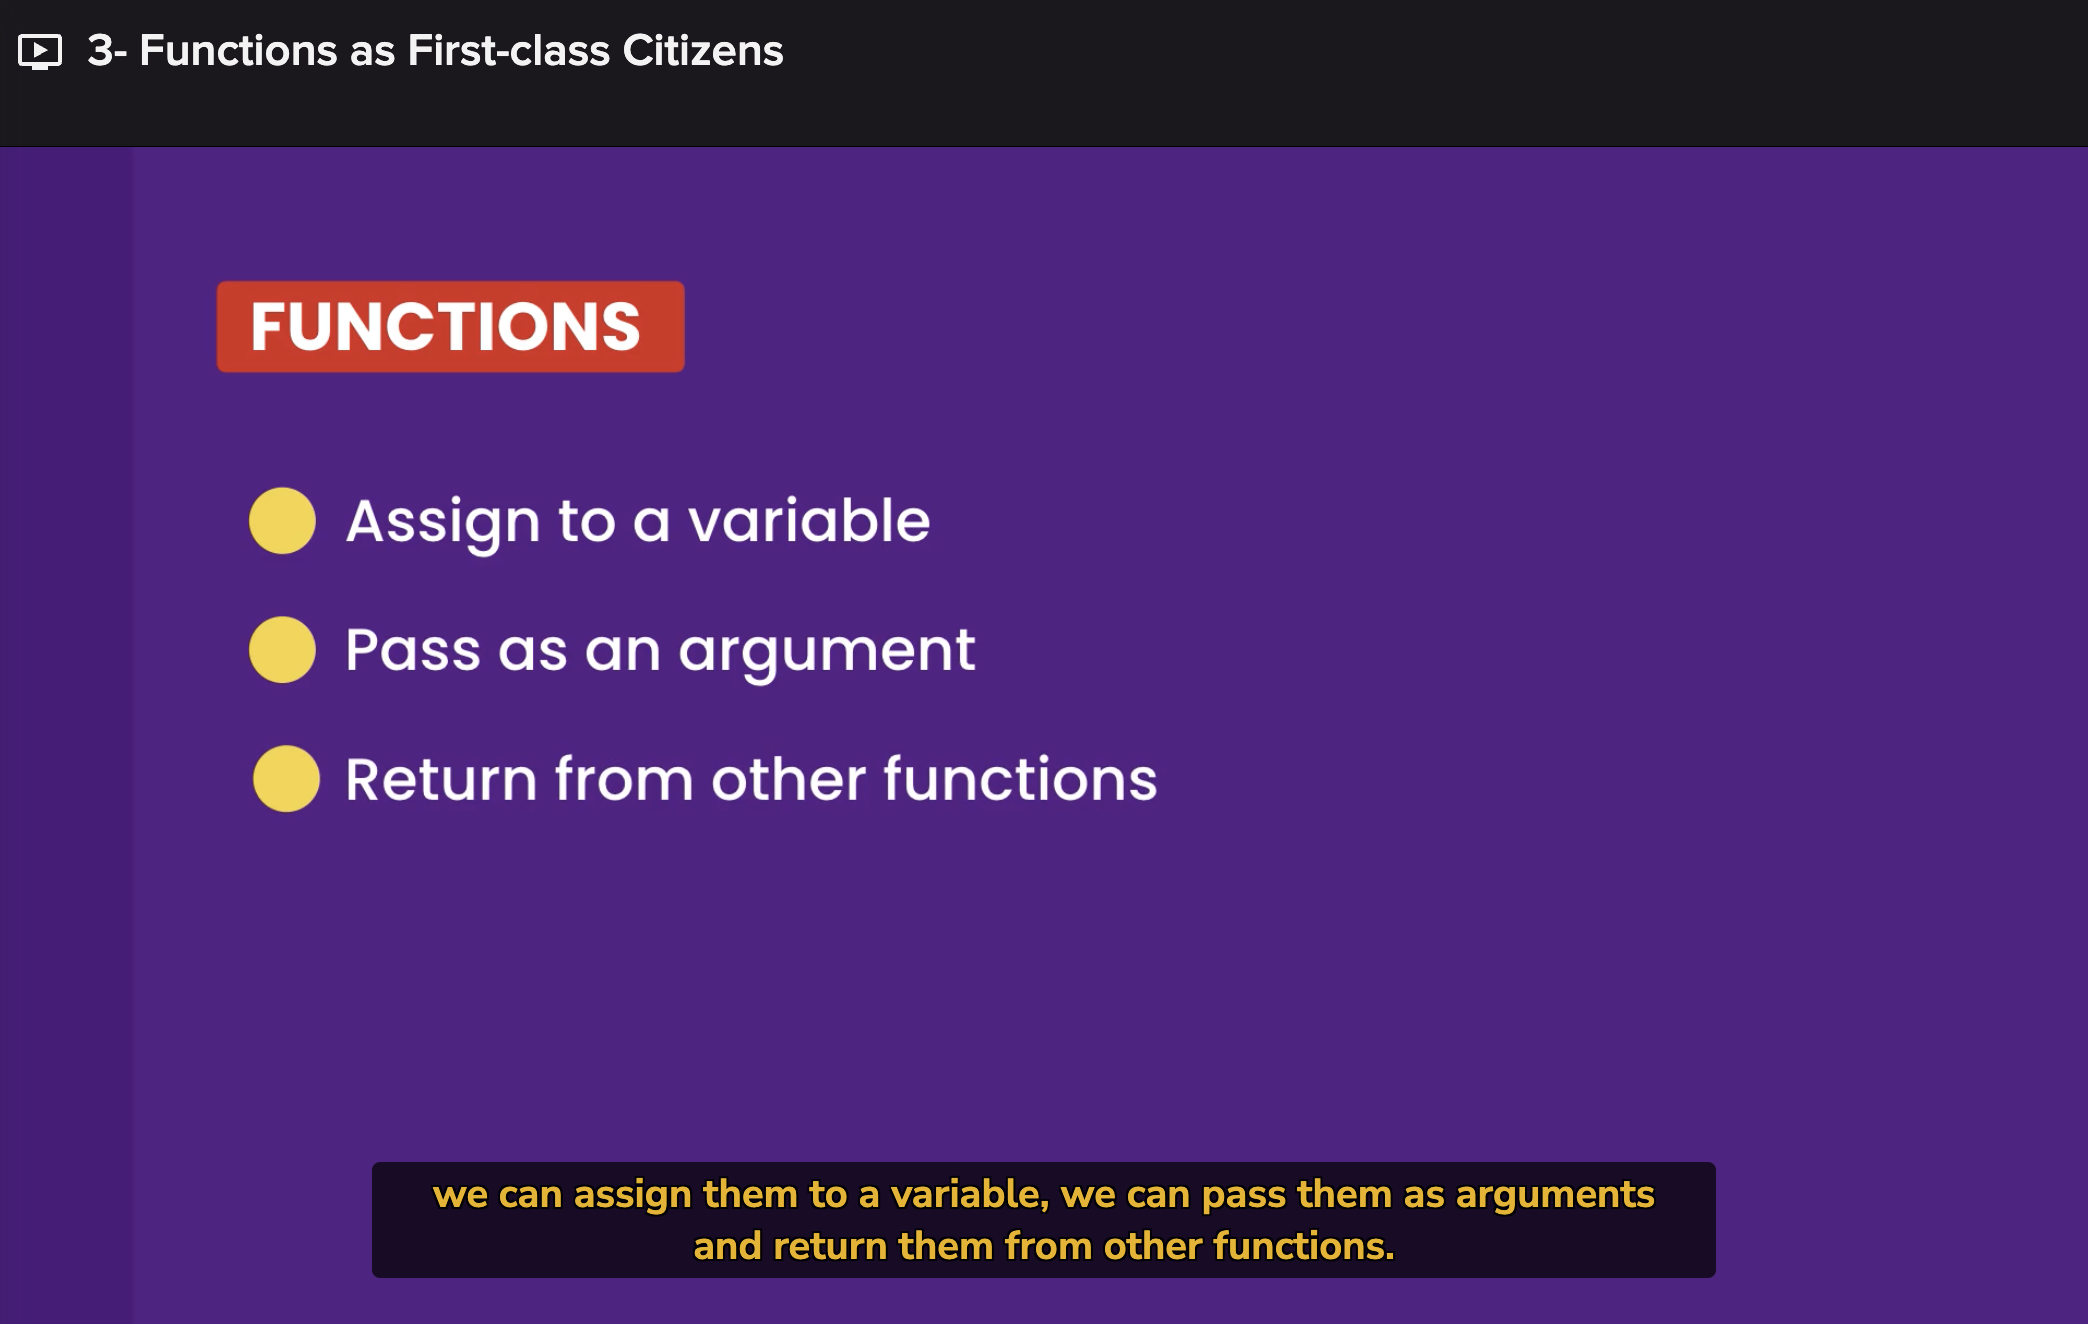 3- Functions as First-class Citizens
FUNCTIONS
Assign to a variable
Pass as an argument
Return from other functions
we can assign them to a variable, we can pass them as arguments
and return them from other functions.